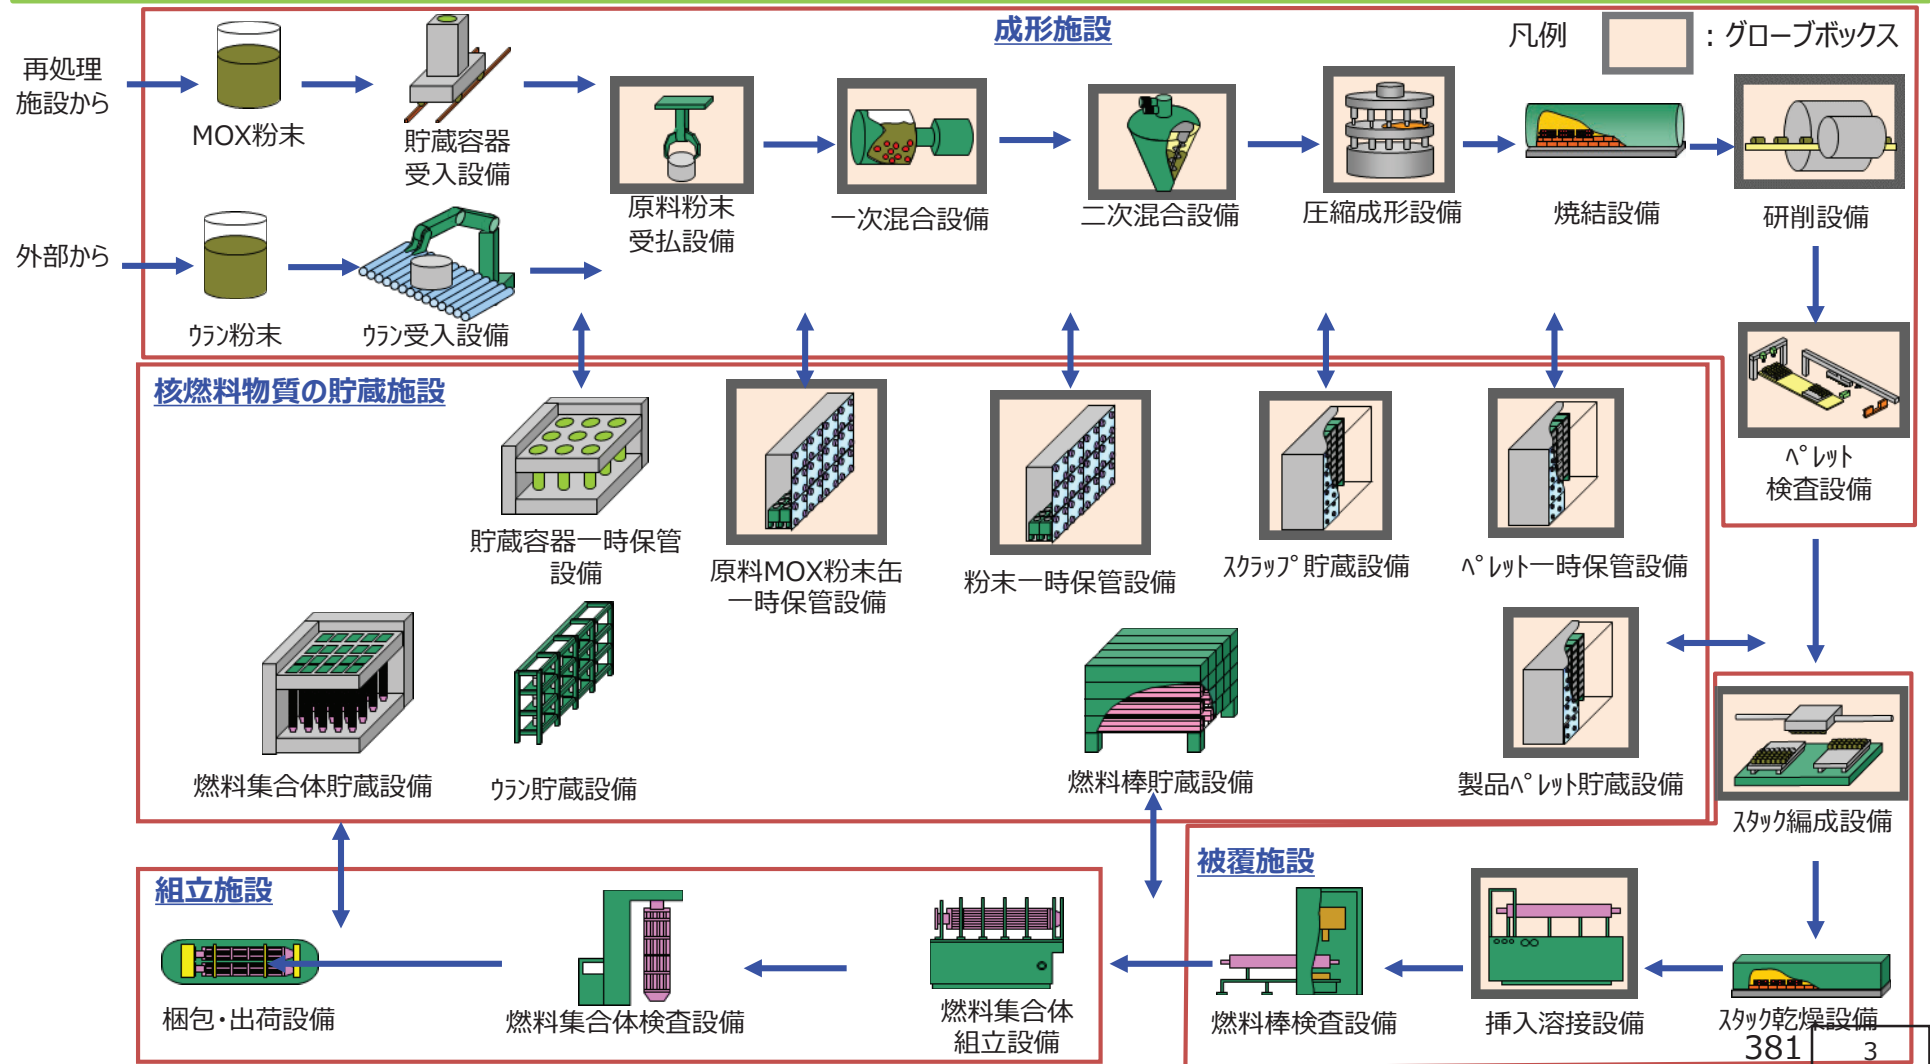 成形施設
凡例
：グローブボックス
再処理
施設から
MOX粉末
貯蔵容器
受入設備
原料粉末
受払設備
一次混合設備
二次混合設備
圧縮成形設備
焼結設備
研削設備
外部から
ｳﾗﾝ粉末
ｳﾗﾝ受入設備
ﾍﾟﾚｯﾄ
検査設備
核燃料物質の貯蔵施設
貯蔵容器一時保管
設備
原料MOX粉末缶
一時保管設備
粉末一時保管設備
ｽｸﾗｯﾌﾟ貯蔵設備
ﾍﾟﾚｯﾄ一時保管設備
燃料集合体貯蔵設備
ｳﾗﾝ貯蔵設備
燃料棒貯蔵設備
製品ﾍﾟﾚｯﾄ貯蔵設備
ｽﾀｯｸ編成設備
組立施設
被覆施設
梱包・出荷設備
燃料集合体検査設備
燃料集合体
組立設備
燃料棒検査設備
挿入溶接設備
ｽﾀｯｸ乾燥設備
381
3